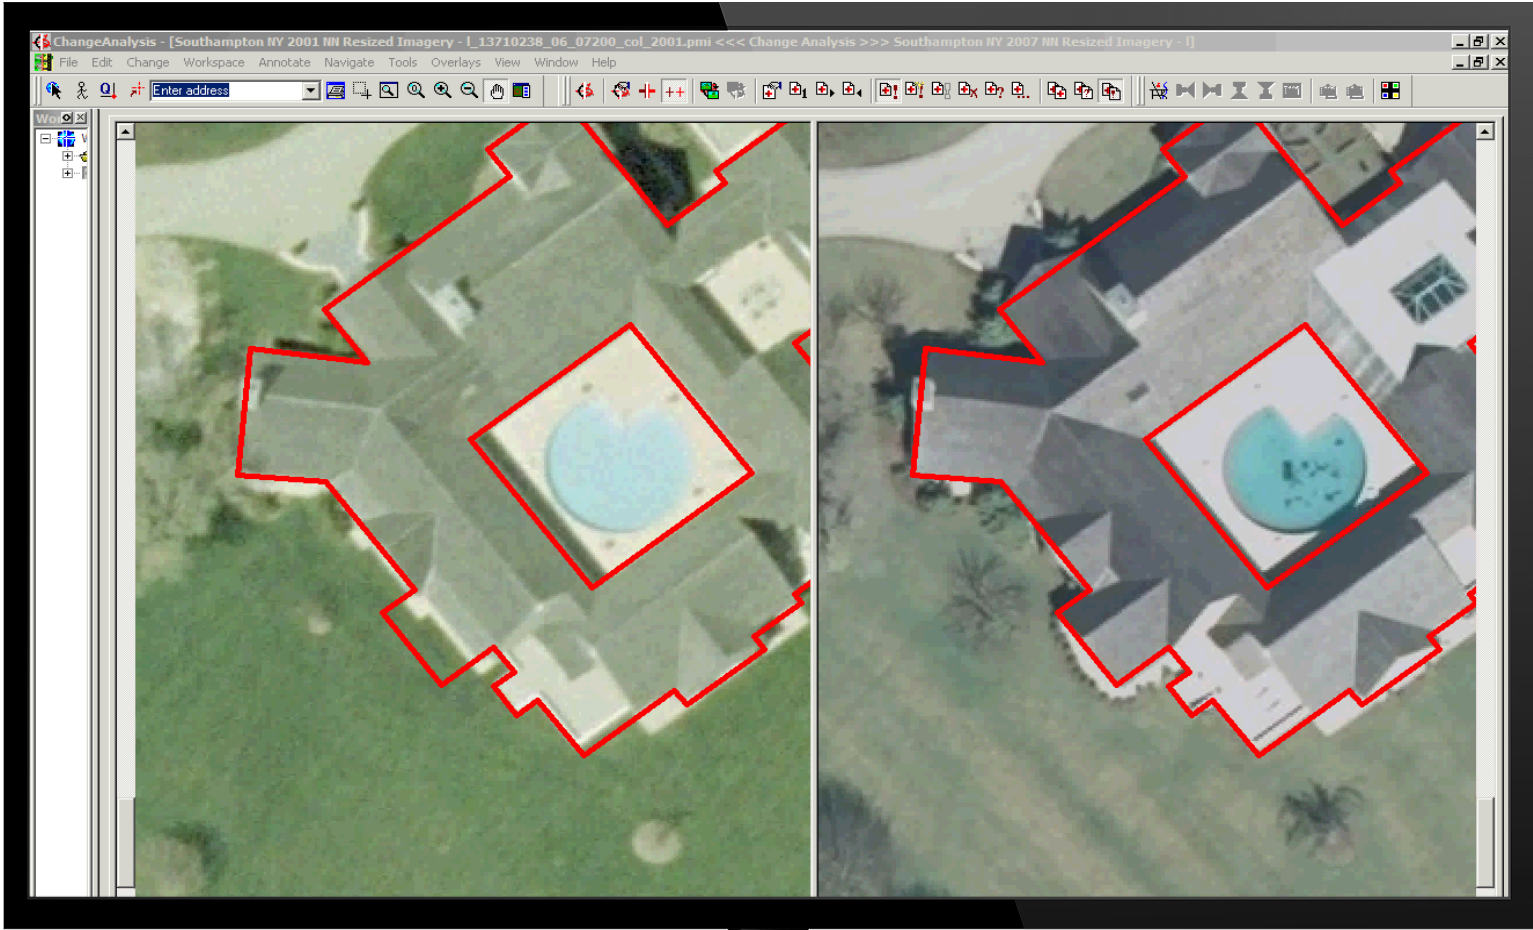 ChangeAnalysis - [Southampton NY 2001 NN Resized Imagery - l_13710238_06_07200_col_2001.pmi <<< Change Analysis >>> Southampton NY 2007 NN Resized Imagery - l]
File Edit Change Workspace Annotate Navigate Tools Overlays View Window Help
Enter address